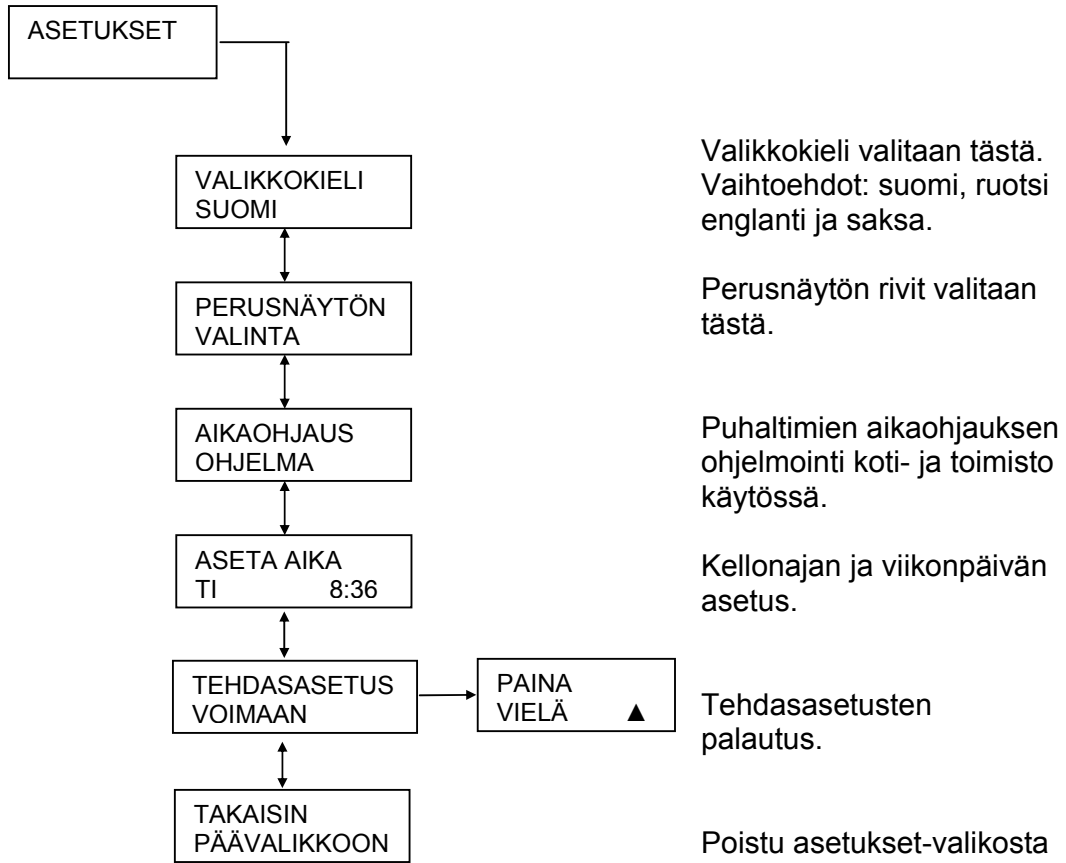 ASETUKSET
VALIKKOKIELI
SUOMI
Valikkokieli valitaan tästä.
Vaihtoehdot: suomi, ruotsi
englanti ja saksa.
PERUSNÄYTÖN
VALINTA
Perusnäytön rivit valitaan
tästä.
AIKAOHJAUS
OHJELMA
Puhaltimien aikaohjauksen
ohjelmointi koti- ja toimisto
käytössä.
ASETA AIKA
TI 8:36
Kellonajan ja viikonpäivän
asetus.
TEHDASASETUS
VOIMAAN
PAINA
VIELÄ ▲
Tehdasasetusten
palautus.
TAKAISIN
PÄÄVALIKKOON
Poistu asetukset-valikosta